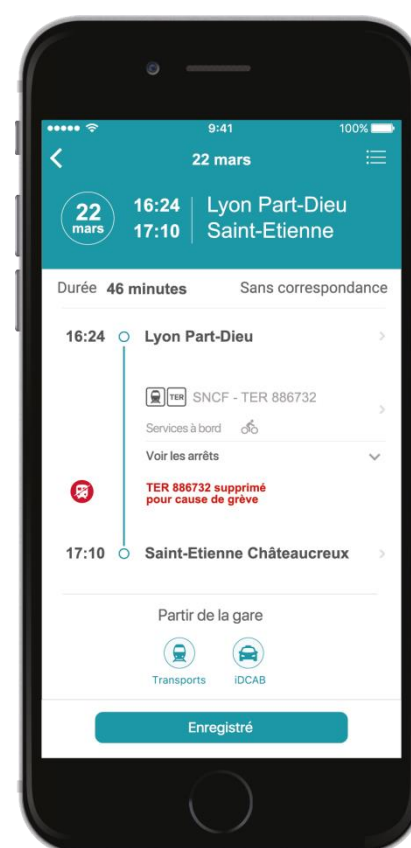 9:41
100%
22 mars
22
mars
16:24
Lyon Part-Dieu
17:10
Saint-Etienne
Durée 46 minutes
Sans correspondance
16:24
Lyon Part-Dieu
TER
SNCF - TER 886732
Services à bord
Voir les arrêts
TER 886732 supprimé
pour cause de grève
17:10
Saint-Etienne Châteaucreux
Partir de la gare
Transports
iDCAB
Enregistré